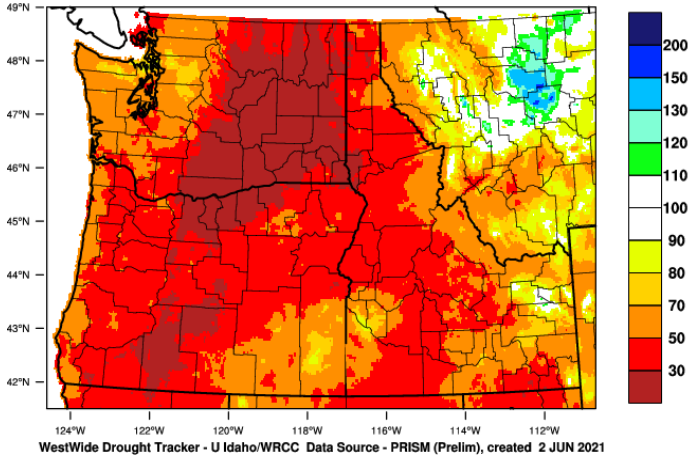 49°N
48°N
47°N
46°N
45°N
44°N
43°N
42°N
124°W 122°W 120°W 118°W 116°W 114°W 112°W
200
150
130
120
110
100
90
80
70
50
30
WestWide Drought Tracker - U Idaho/WRCC Data Source - PRISM (Prelim), created 2 JUN 2021